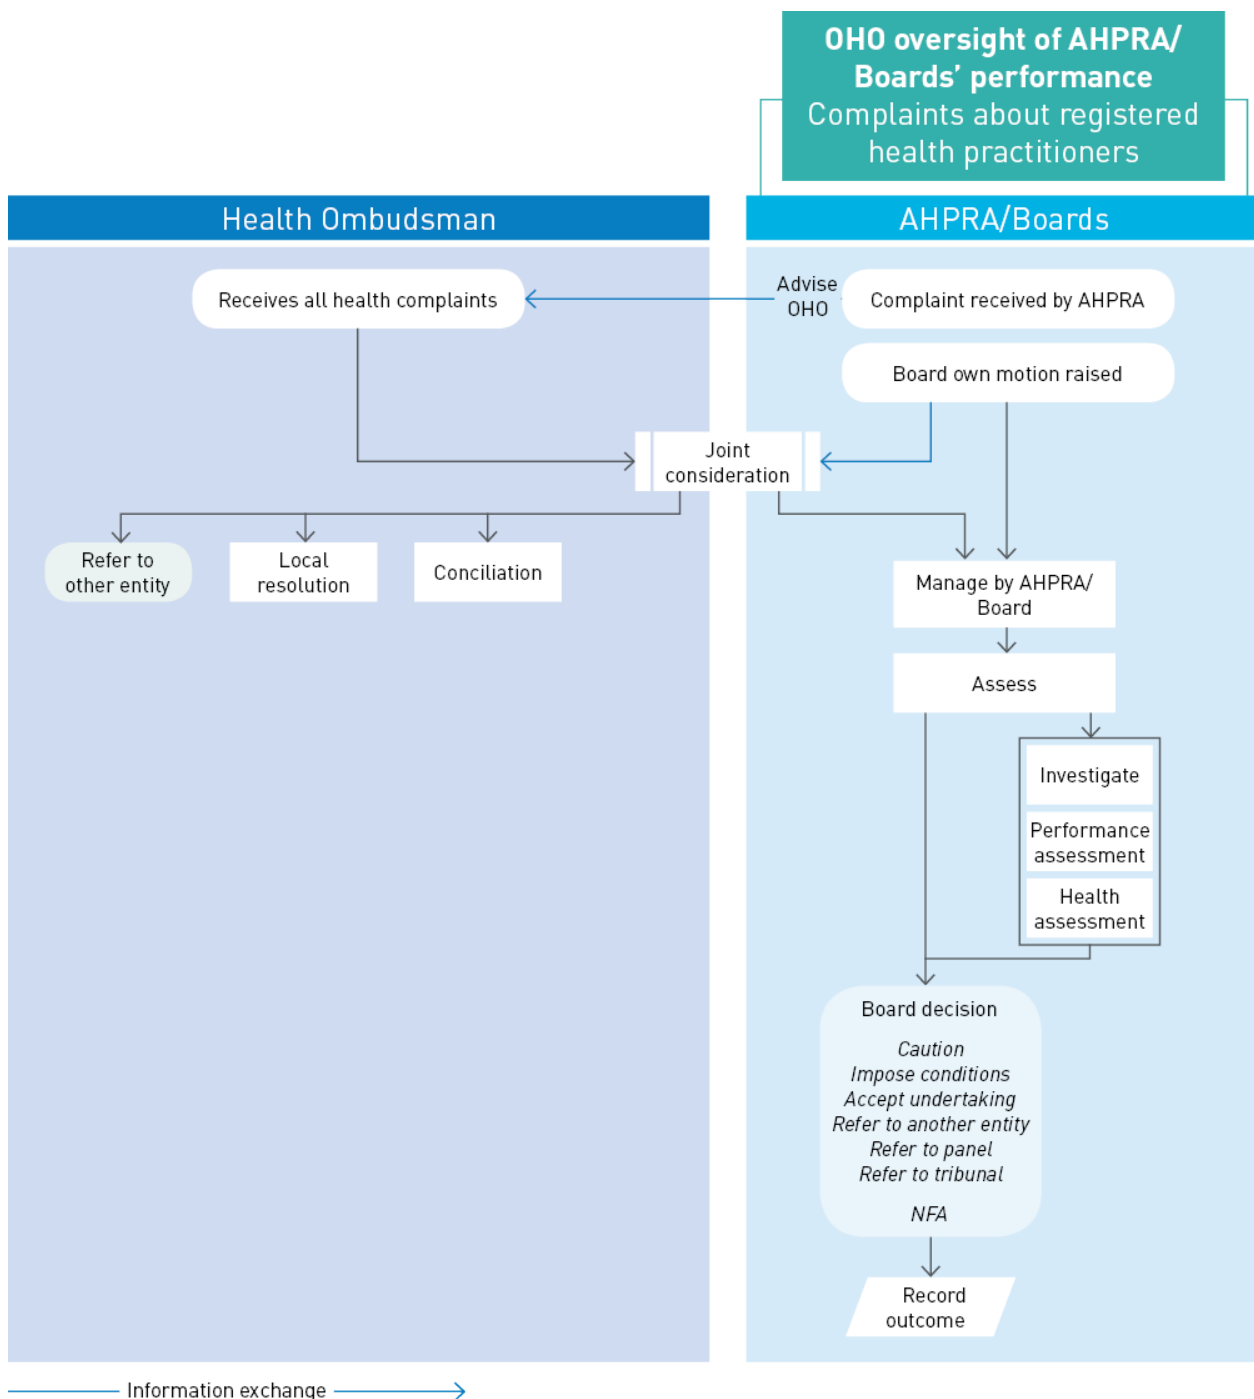 OHO oversight of AHPRA/
Boards’ performance
Complaints about registered
health practitioners
Health Ombudsman
AHPRA/Boards
Receives all health complaints
Advise
OHO
Complaint received by AHPRA
Board own motion raised
Joint
consideration
Refer to
other entity
Local
resolution
Conciliation
Manage by AHPRA/
Board
Assess
Investigate
Performance
assessment
Health
assessment
Board decision
Caution
Impose conditions
Accept undertaking
Refer to another entity
Refer to panel
Refer to tribunal
NFA
Record
outcome
Information exchange